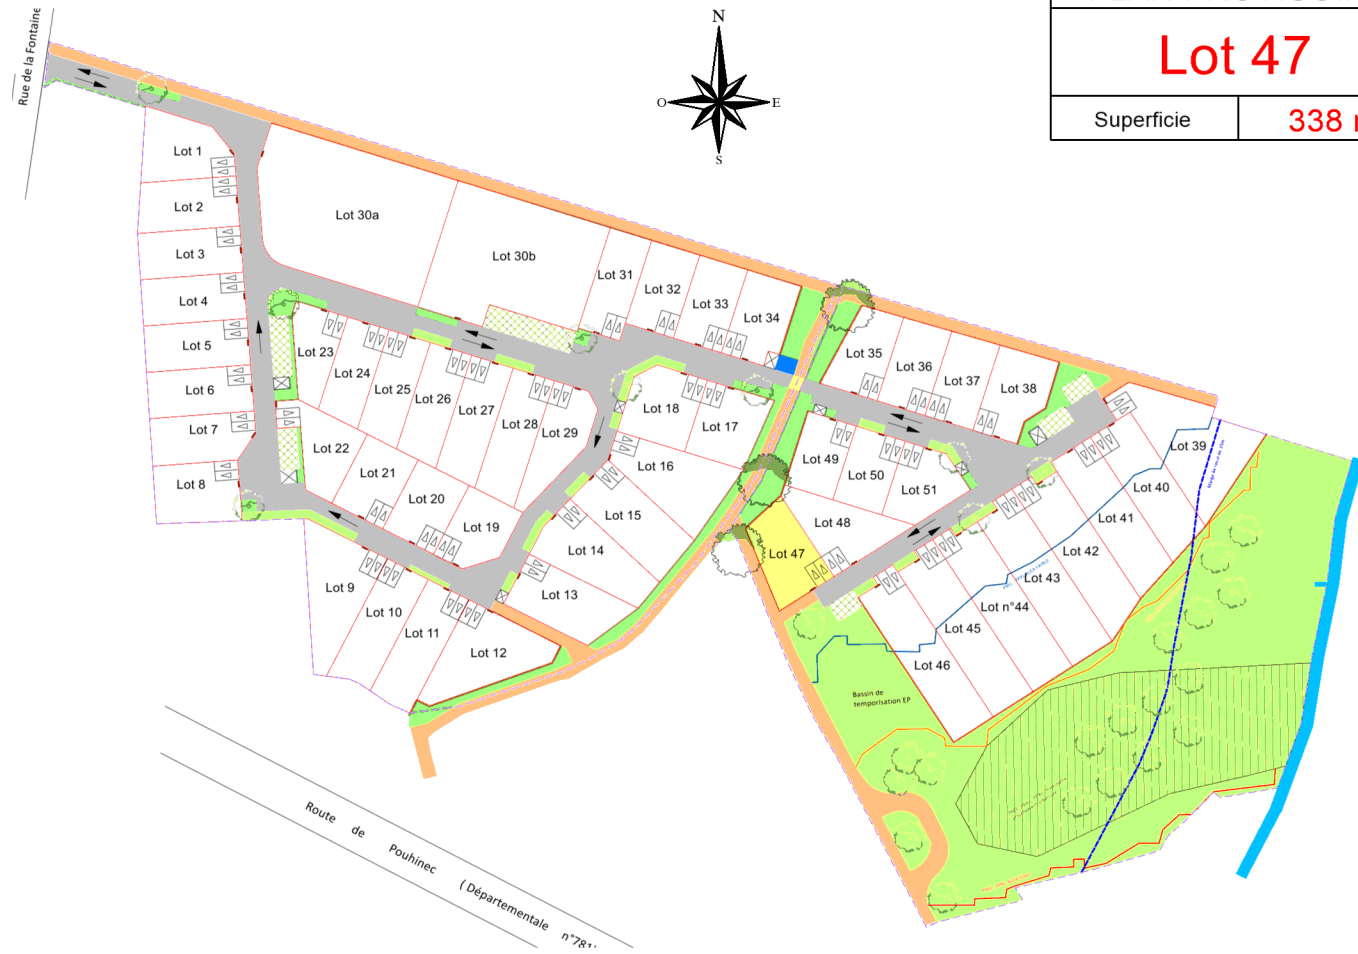 Rue de la Fontaine
N
O
E
S
Lot 47
Superficie
338
Lot 1
Lot 2
Lot 3
Lot 4
Lot 5
Lot 6
Lot 7
Lot 8
Lot 30a
Lot 30b
Lot 31
Lot 32
Lot 33
Lot 34
Lot 35
Lot 36
Lot 37
Lot 38
Lot 39
Lot 40
Lot 41
Lot 42
Lot 43
Lot n°44
Lot 45
Lot 46
Lot 23
Lot 24
Lot 25
Lot 26
Lot 27
Lot 28
Lot 29
Lot 18
Lot 17
Lot 16
Lot 15
Lot 14
Lot 13
Lot 22
Lot 21
Lot 20
Lot 19
Lot 49
Lot 50
Lot 51
Lot 48
Lot 47
Lot 9
Lot 10
Lot 11
Lot 12
Bassin de
temporisation EP
Route de Pouhinec (Départementale n°781